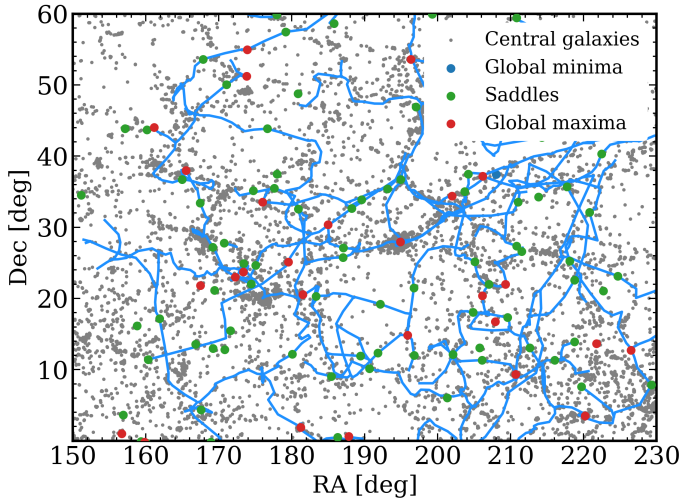 60
50
40
30
20
10
Dec [deg]
Central galaxies
Global minima
Saddles
Global maxima
150 160 170 180 190 200 210 220 230
RA [deg]